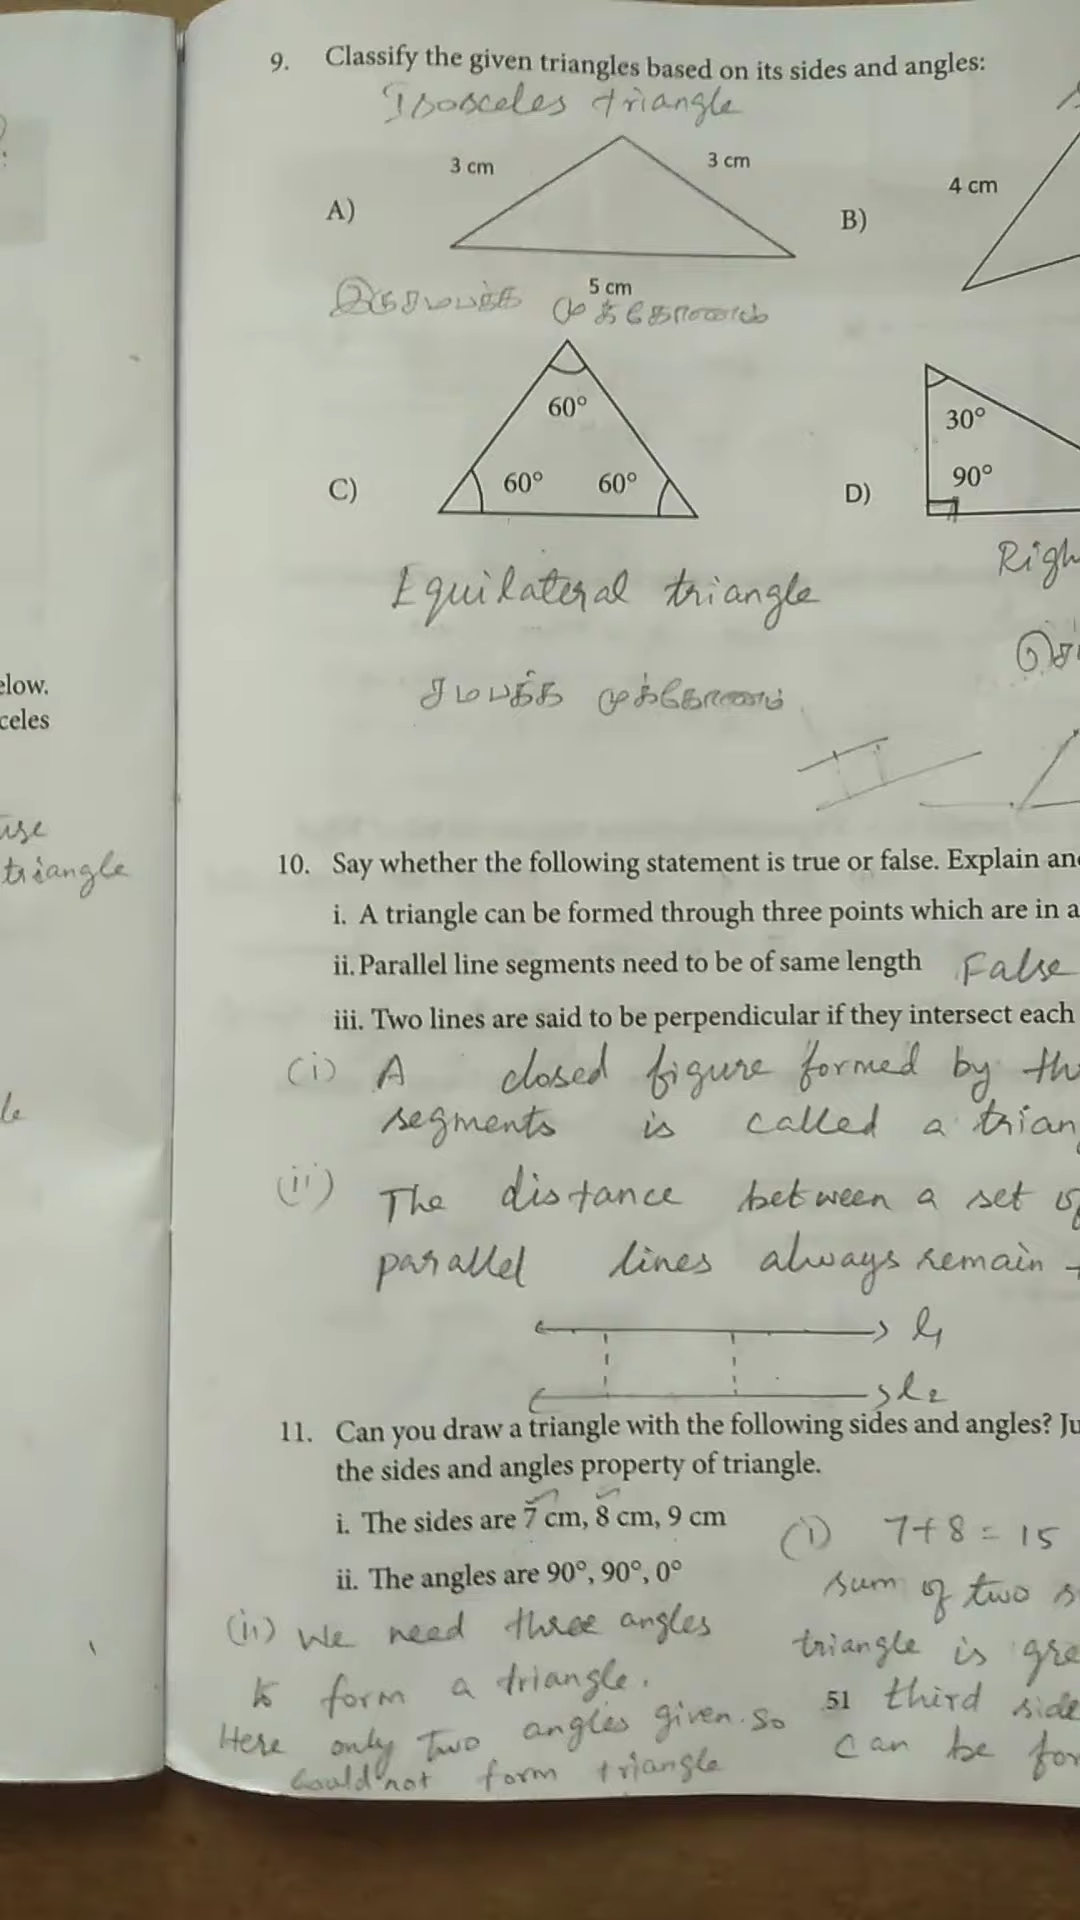 9. Classify the given triangles based on its sides and angles:
Isosceles triangle
3 cm
3 cm
4 cm
A)
B)
5 cm
இருசமபக்க முக்கோணம்
60°
30°
60° 60°
90°
C)
D)
Equilateral triangle
சமபக்க முக்கோணம்
elow.
celes
triangle
10. Say whether the following statement is true or false. Explain
i. A triangle can be formed through three points which are in a
ii. Parallel line segments need to be of same length False
iii. Two lines are said to be perpendicular if they intersect each
(i) A closed figure formed by
segments is called a
(ii) The distance between a set of
parallel lines always remain
l1
l2
11. Can you draw a triangle with the following sides and angles?
the sides and angles property of triangle.
i. The sides are 7 cm, 8 cm, 9 cm
(i) 7+8=15
ii. The angles are 90°, 90°, 0°
sum of two
(ii) We need three angles
triangle is
to form a triangle.
third side
Here only two angles given. So
can be
could not form triangle
51